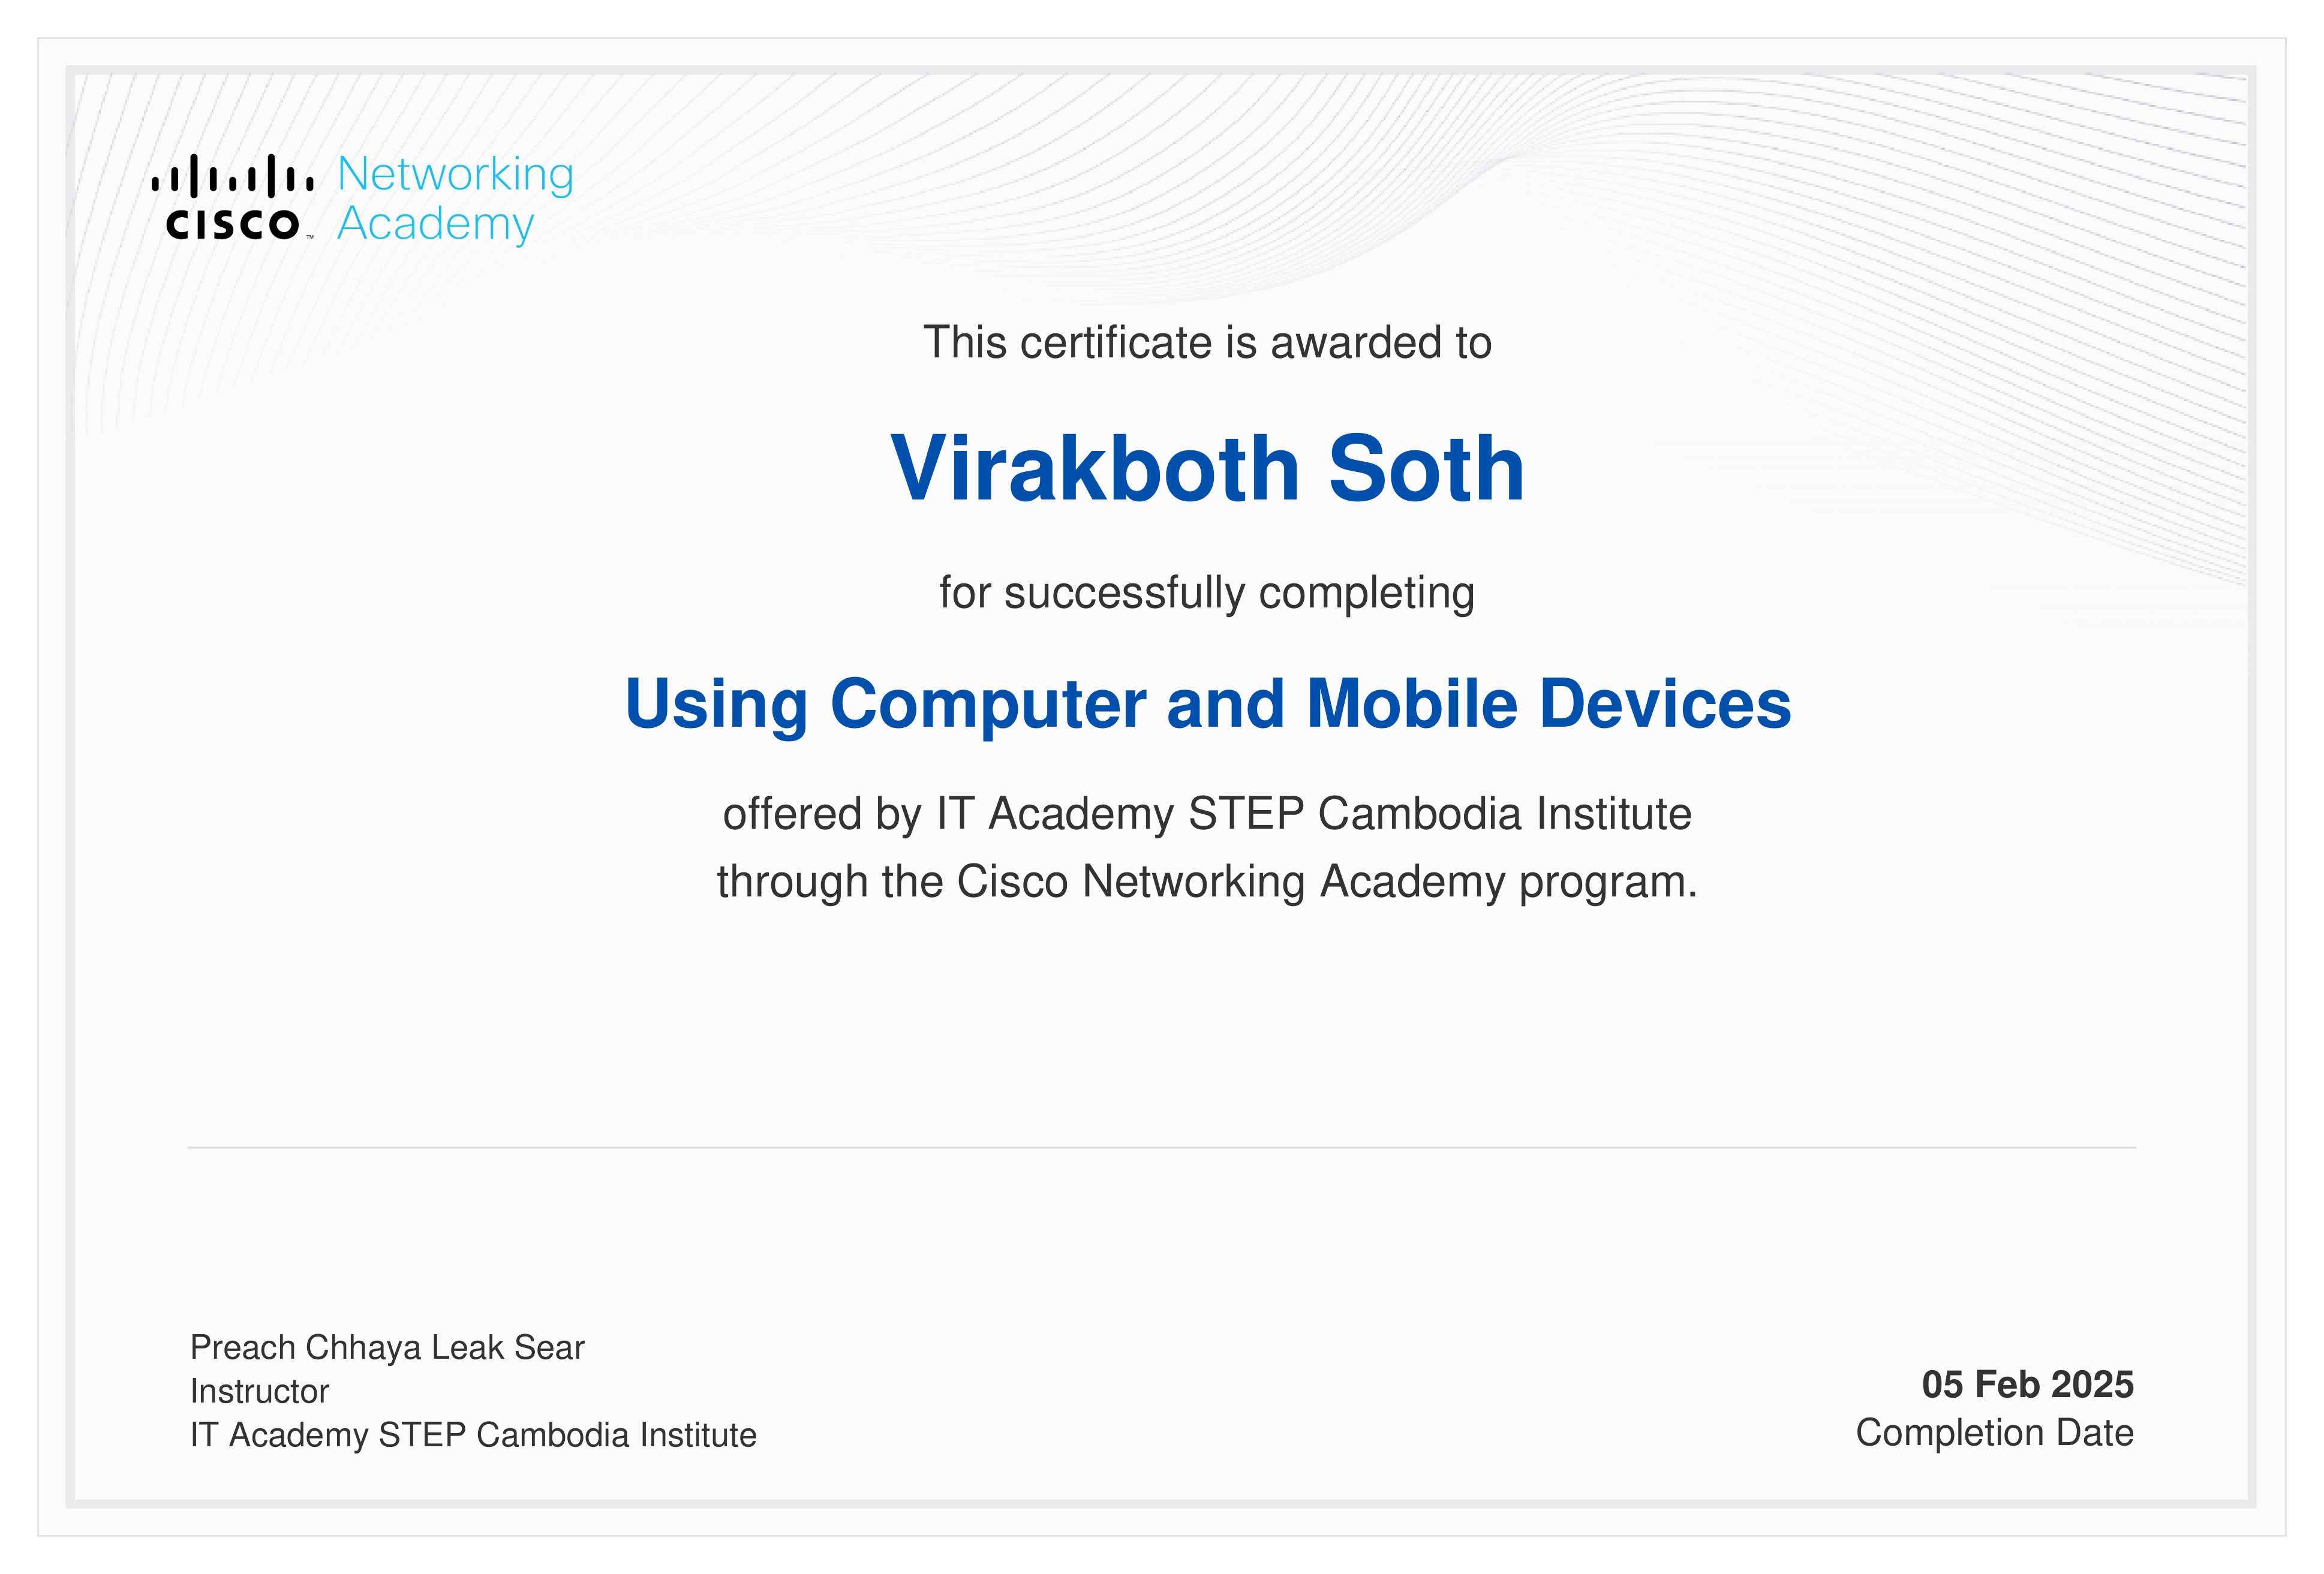 Networking
Academy
CISCO™
This certificate is awarded to
Virakboth Soth
for successfully completing
Using Computer and Mobile Devices
offered by IT Academy STEP Cambodia Institute
through the Cisco Networking Academy program.
Preach Chhaya Leak Sear
Instructor
IT Academy STEP Cambodia Institute
05 Feb 2025
Completion Date